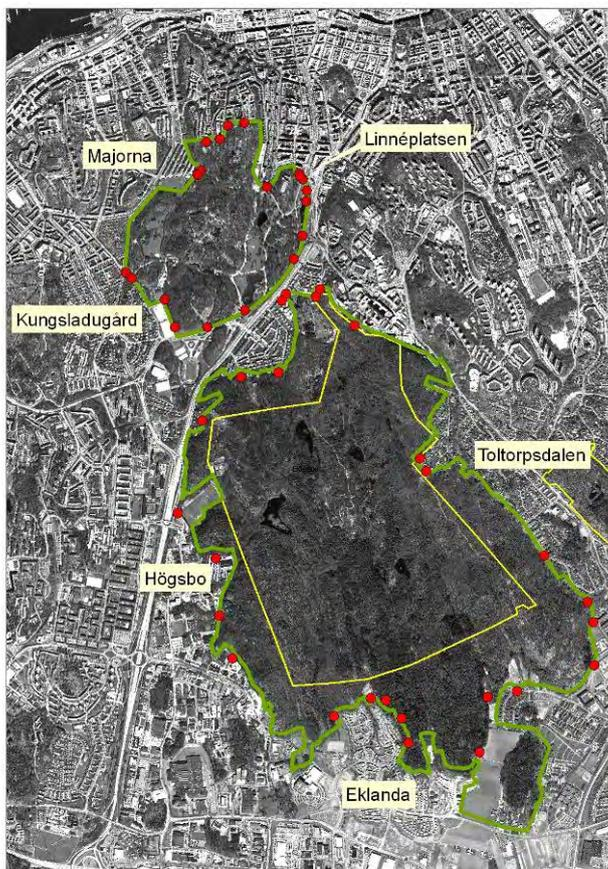 Linnéplatsen
Majorna
Kungsladugård
Toltorpsdalen
Högsbo
Eklanda